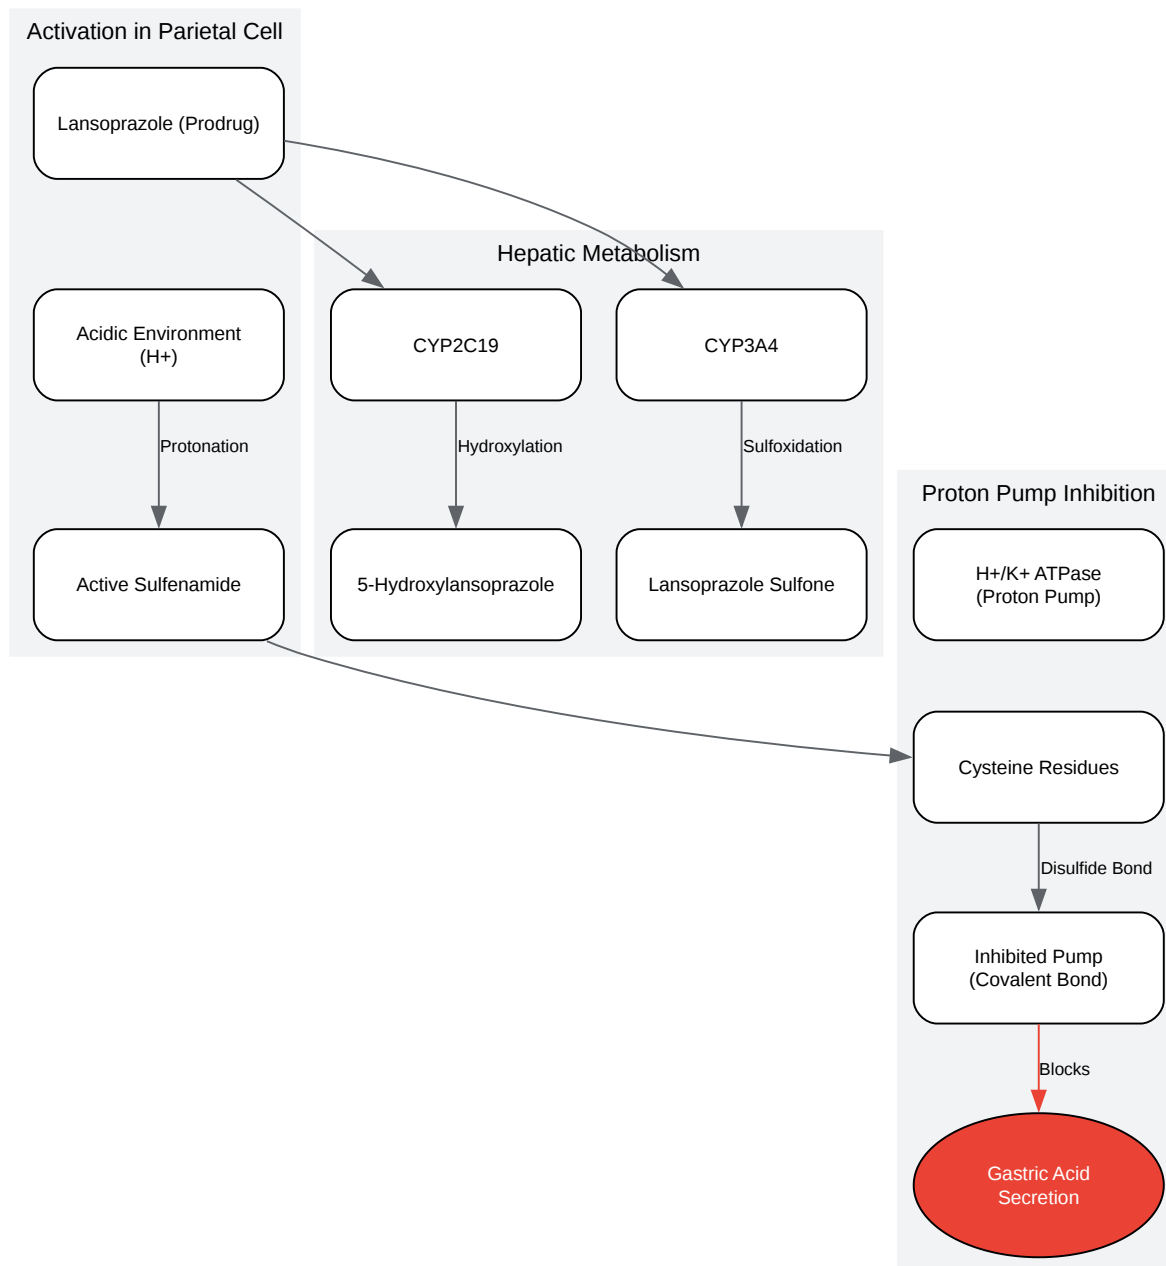 Activation in Parietal Cell
Lansoprazole (Prodrug)
Hepatic Metabolism
Acidic Environment
(H+)
CYP2C19
CYP3A4
Protonation
Hydroxylation
Sulfoxidation
Proton Pump Inhibition
Active Sulfenamide
5-Hydroxylansoprazole
Lansoprazole Sulfone
H+/K+ ATPase
(Proton Pump)
Cysteine Residues
Disulfide Bond
Inhibited Pump
(Covalent Bond)
Blocks
Gastric Acid
Secretion